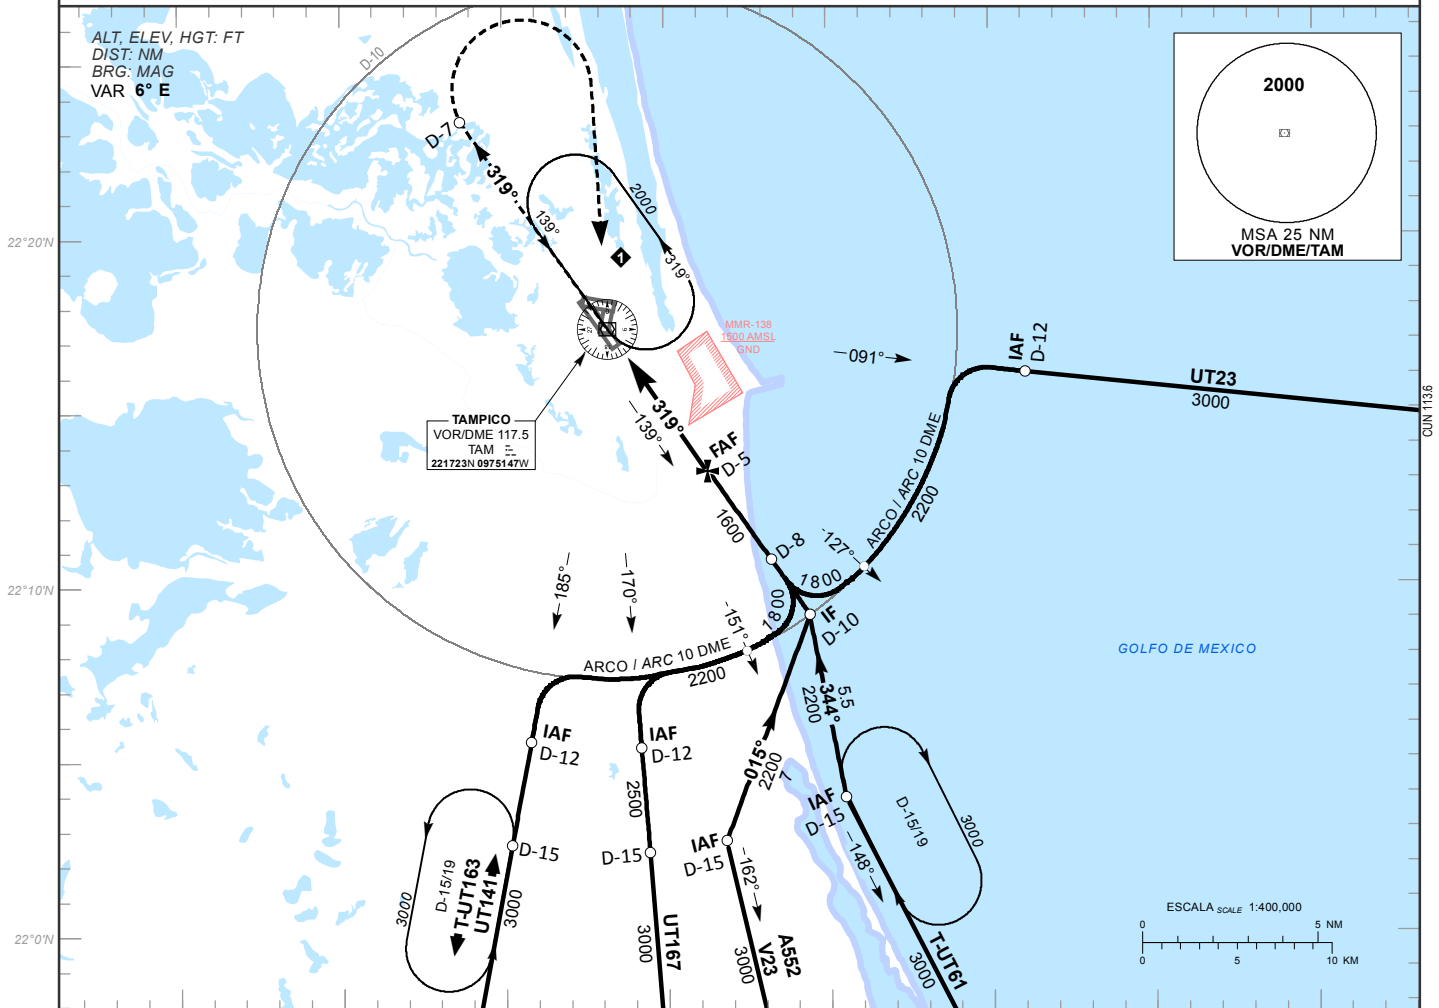 ALT, ELEV, HGT: FT
DIST: NM
BRG: MAG
VAR 6° E
D-10
2000
MSA 25 NM
VOR/DME/TAM
D-7
319°
139°
2000
319°
1
22°20'N
MMR-138
1500 AMSL
GND
091°
IAF
D-12
UT23
3000
CUN 113.6
TAMPICO
VOR/DME 117.5
TAM
221723N 0975147W
319°
139°
FAF
D-5
1600
D-8
127°
ARCO / ARC 10 DME
2200
1800
1800
IF
D-10
22°10'N
185°
170°
151°
ARCO / ARC 10 DME
2200
GOLFO DE MEXICO
IAF
D-12
IAF
D-12
2500
015°
2200
7
344°
5.5
2200
IAF
D-15
148°
D-15/19
3000
D-15
D-15
IAF
D-15
162°
3000
D-15/19
T-UT163
UT141
3000
UT167
3000
A552
V23
3000
T-UT61
3000
22°0'N
ESCALA SCALE 1:400,000
0 5 NM
0 5 10 KM